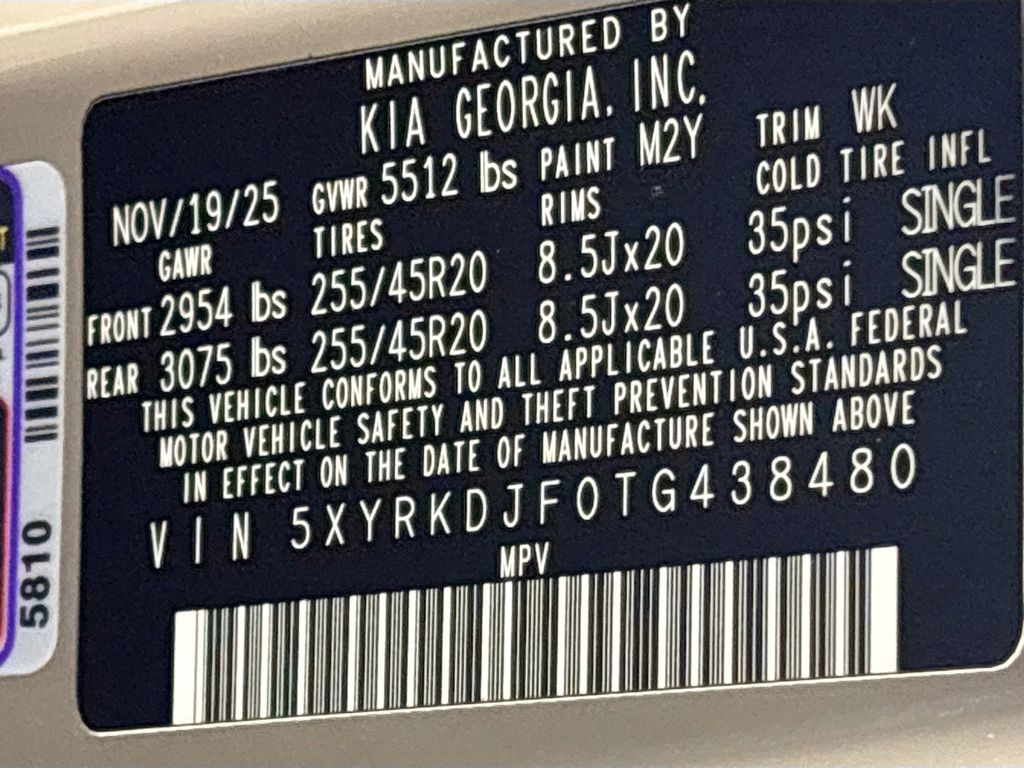 MANUFACTURED BY
KIA GEORGIA, INC.
NOV/19/25 GVWR 5512 lbs PAINT M2Y TRIM WK
GAWR TIRES RIMS COLD TIRE INFL
FRONT 2954 lbs 255/45R20 8.5Jx20 35psi SINGLE
REAR 3075 lbs 255/45R20 8.5Jx20 35psi SINGLE
THIS VEHICLE CONFORMS TO ALL APPLICABLE U.S.A. FEDERAL
MOTOR VEHICLE SAFETY AND THEFT PREVENTION STANDARDS
IN EFFECT ON THE DATE OF MANUFACTURE SHOWN ABOVE
VIN 5XYRKDJF0TG438480
MPV
5810